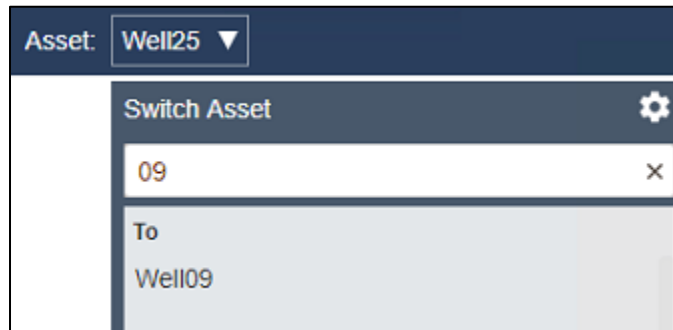 Asset: Well25 ▼
Switch Asset
09 ×
To
Well09